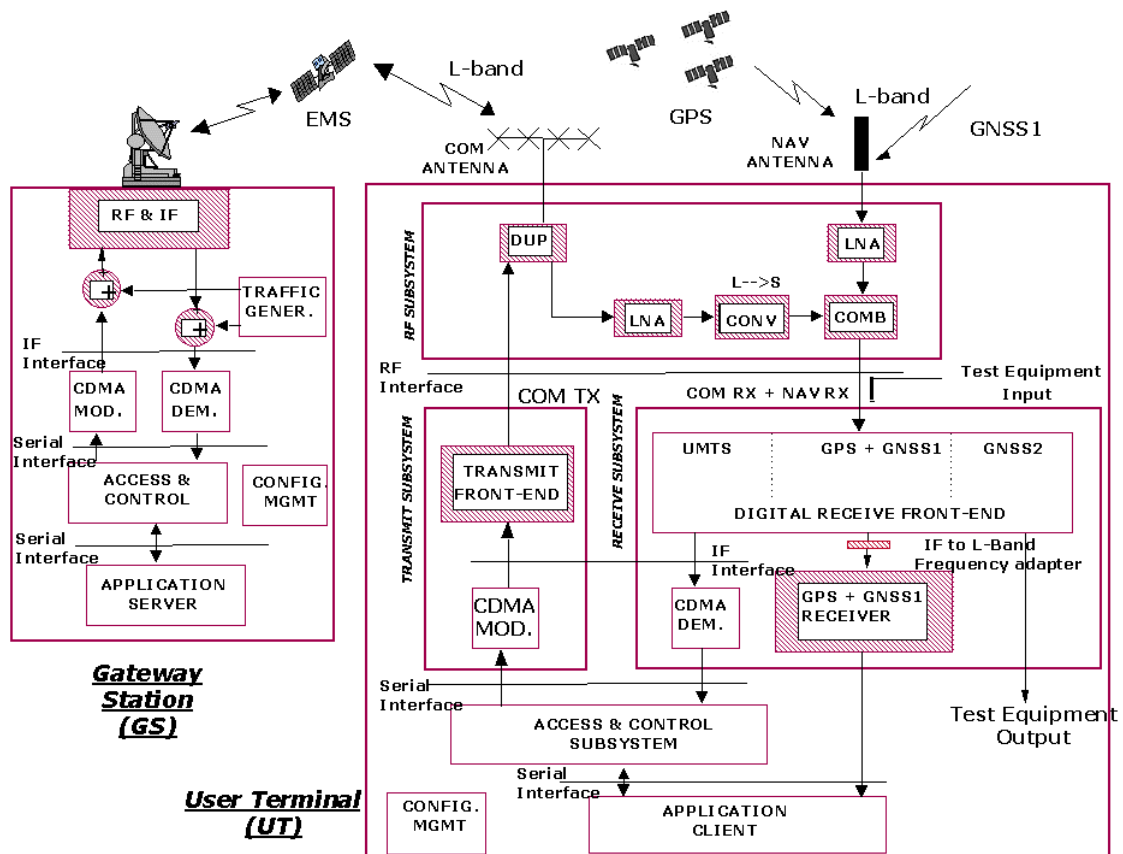 L-band
EMS
GPS
L-band
GNSS1
COM
ANTENNA
NAV
ANTENNA
RF & IF
TRAFFIC
GENER.
IF
Interface
CDMA
MOD.
CDMA
DEM.
Serial
Interface
ACCESS &
CONTROL
CONFIG.
MGMT
Serial
Interface
APPLICATION
SERVER
Gateway
Station
(GS)
RF SUBSYSTEM
DUP
LNA
L-->S
LNA
CONV
COMB
RF
Interface
COM TX
COM RX + NAV RX
Test Equipment
Input
TRANSMIT SUBSYSTEM
TRANSMIT
FRONT-END
CDMA
MOD.
RECEIVE SUBSYSTEM
UMTS
GPS + GNSS1
GNSS2
DIGITAL RECEIVE FRONT-END
IF
Interface
IF to L-Band
Frequency adapter
CDMA
DEM.
GPS + GNSS1
RECEIVER
Serial
Interface
ACCESS & CONTROL
SUBSYSTEM
Test Equipment
Output
Serial
Interface
User Terminal
(UT)
CONFIG.
MGMT
APPLICATION
CLIENT